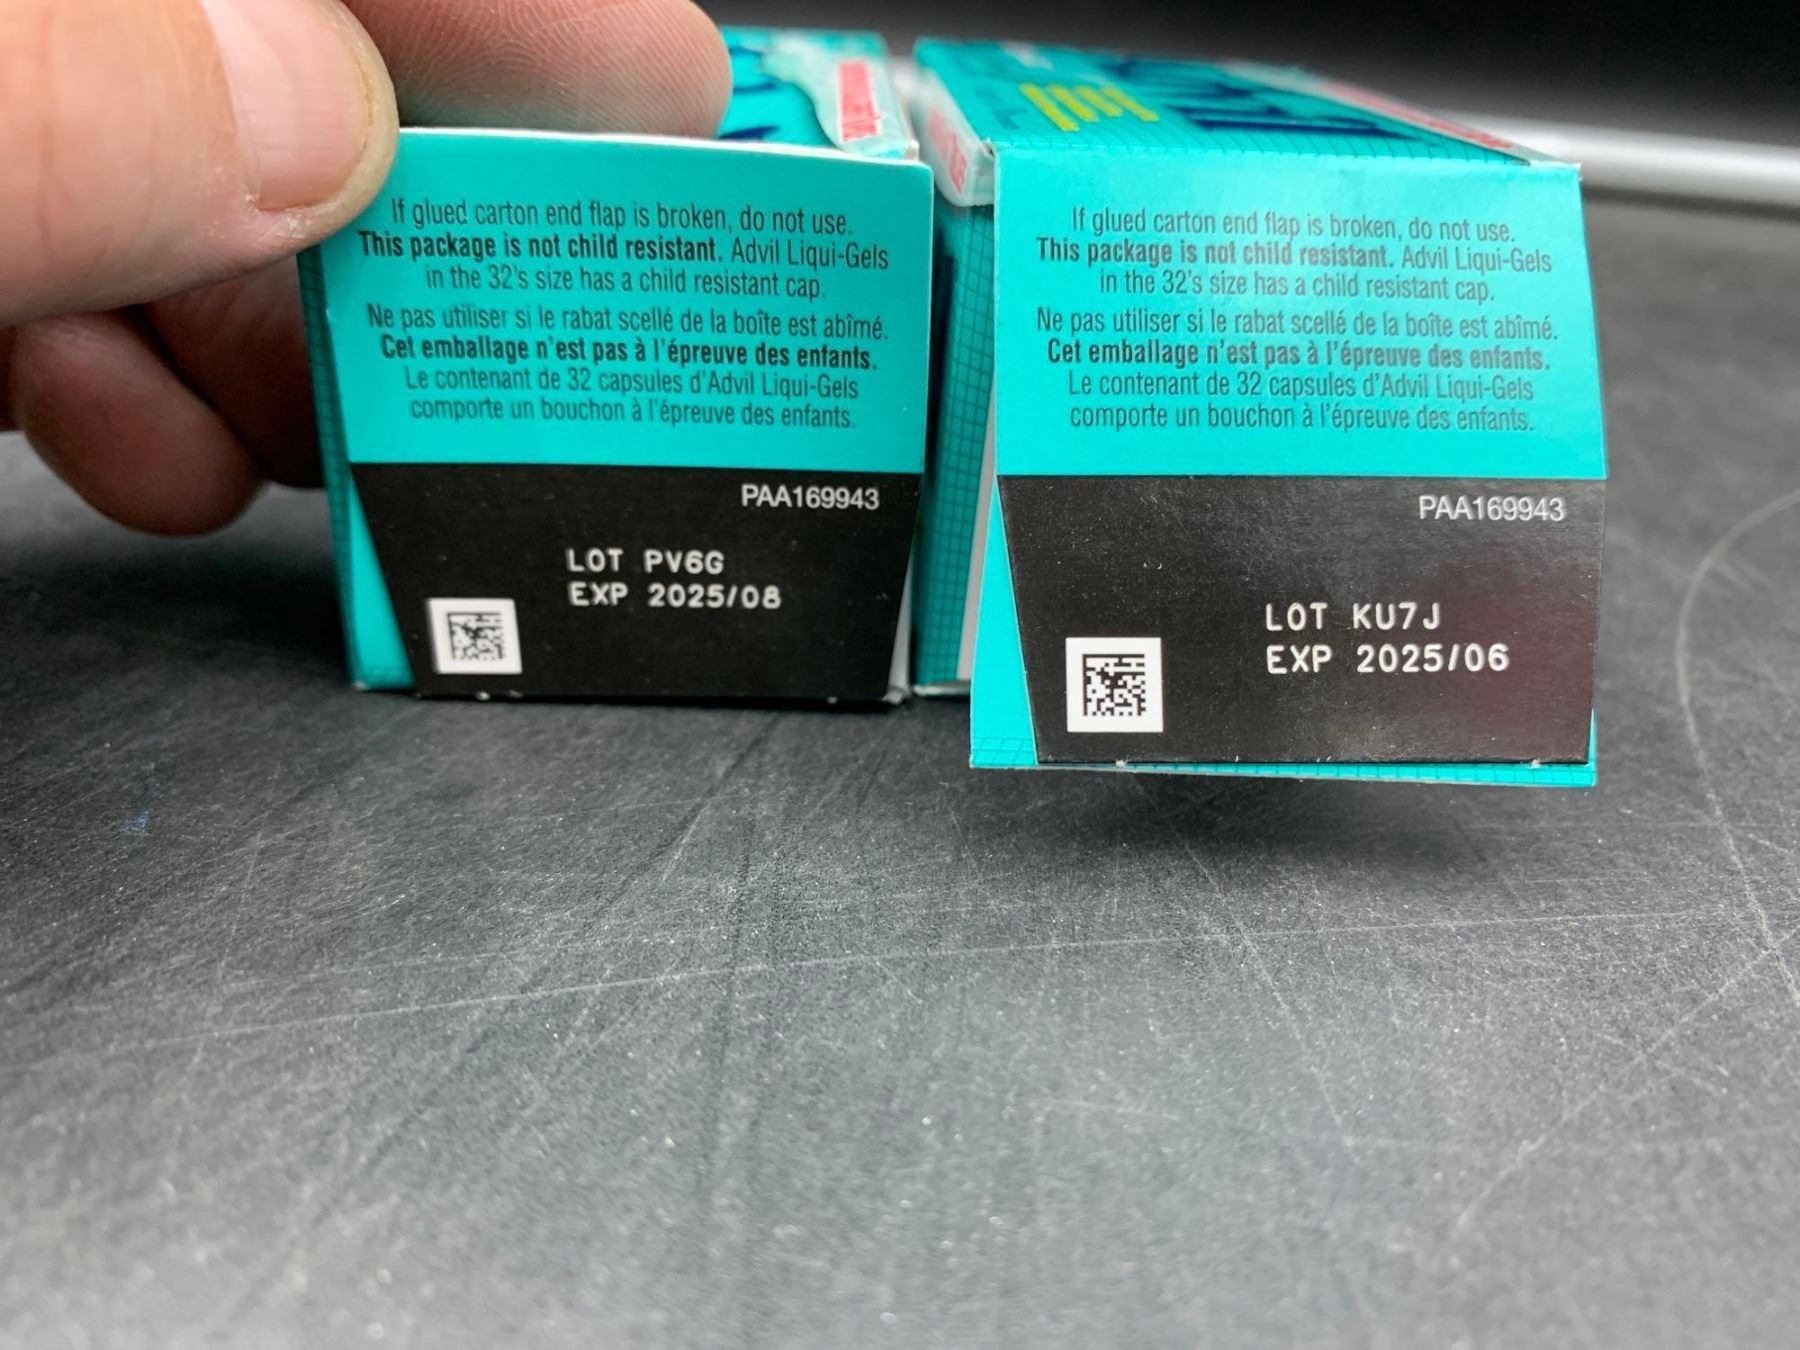 If glued carton end flap is broken, do not use.
This package is not child resistant. Advil Liqui-Gels
in the 32's size has a child resistant cap.
Ne pas utiliser si le rabat scellé de la boîte est abîmé.
Cet emballage n'est pas à l'épreuve des enfants.
Le contenant de 32 capsules d'Advil Liqui-Gels
comporte un bouchon à l'épreuve des enfants.
PAA169943
LOT PV6G
EXP 2025/08
If glued carton end flap is broken, do not use.
This package is not child resistant. Advil Liqui-Gels
in the 32's size has a child resistant cap.
Ne pas utiliser si le rabat scellé de la boîte est abîmé.
Cet emballage n'est pas à l'épreuve des enfants.
Le contenant de 32 capsules d'Advil Liqui-Gels
comporte un bouchon à l'épreuve des enfants.
PAA169943
LOT KU7J
EXP 2025/06